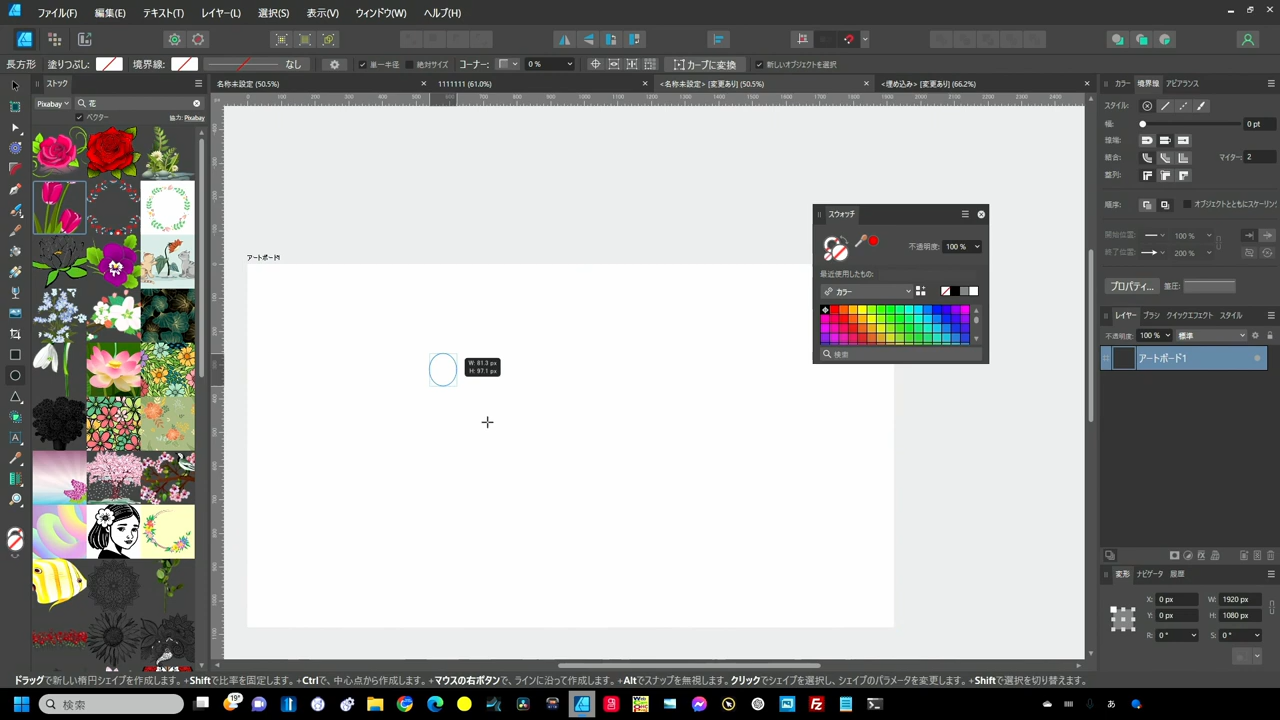 ファイル(F) 編集(E) テキスト(T) レイヤー(L) 選択(S) 表示(V) ウィンドウ(W) ヘルプ(H)
長方形 塗りつぶし: 境界線: なし 単一半径 絶対サイズ コーナー: 0 % カーブに変換 新しいオブジェクトを選択
ストック
名称未設定 (50.5%) 1111111 (61.0%) <名称未設定> [変更あり] (50.5%) <埋め込み> [変更あり] (66.2%)
Pixabay 花
ベクター 協力: Pixabay
アートボード1
W: 81.3 px
H: 97.1 px
スウォッチ
不透明度: 100 %
最近使用したもの:
カラー
検索
カラー 境界線 アピアランス
スタイル:
幅: 0 pt
線端:
結合: マイター: 2
整列:
順序: オブジェクトとともにスケーリング
開始位置: 100 %
終了位置: 200 %
プロパティ... 筆圧:
レイヤー ブラシ クイックエフェクト スタイル
不透明度: 100 % 標準
アートボード1
変形 ナビゲータ 履歴
X: 0 px W: 1920 px
Y: 0 px H: 1080 px
R: 0 ° S: 0 °
ドラッグで新しい楕円シェイプを作成します。+Shiftで比率を固定します。+Ctrlで、中心点から作成します。+マウスの右ボタンで、ラインに沿って作成します。+Altでスナップを無視します。クリックでシェイプを選択し、シェイプのパラメータを変更します。+Shiftで選択を切り替えます。
検索
19°
あ